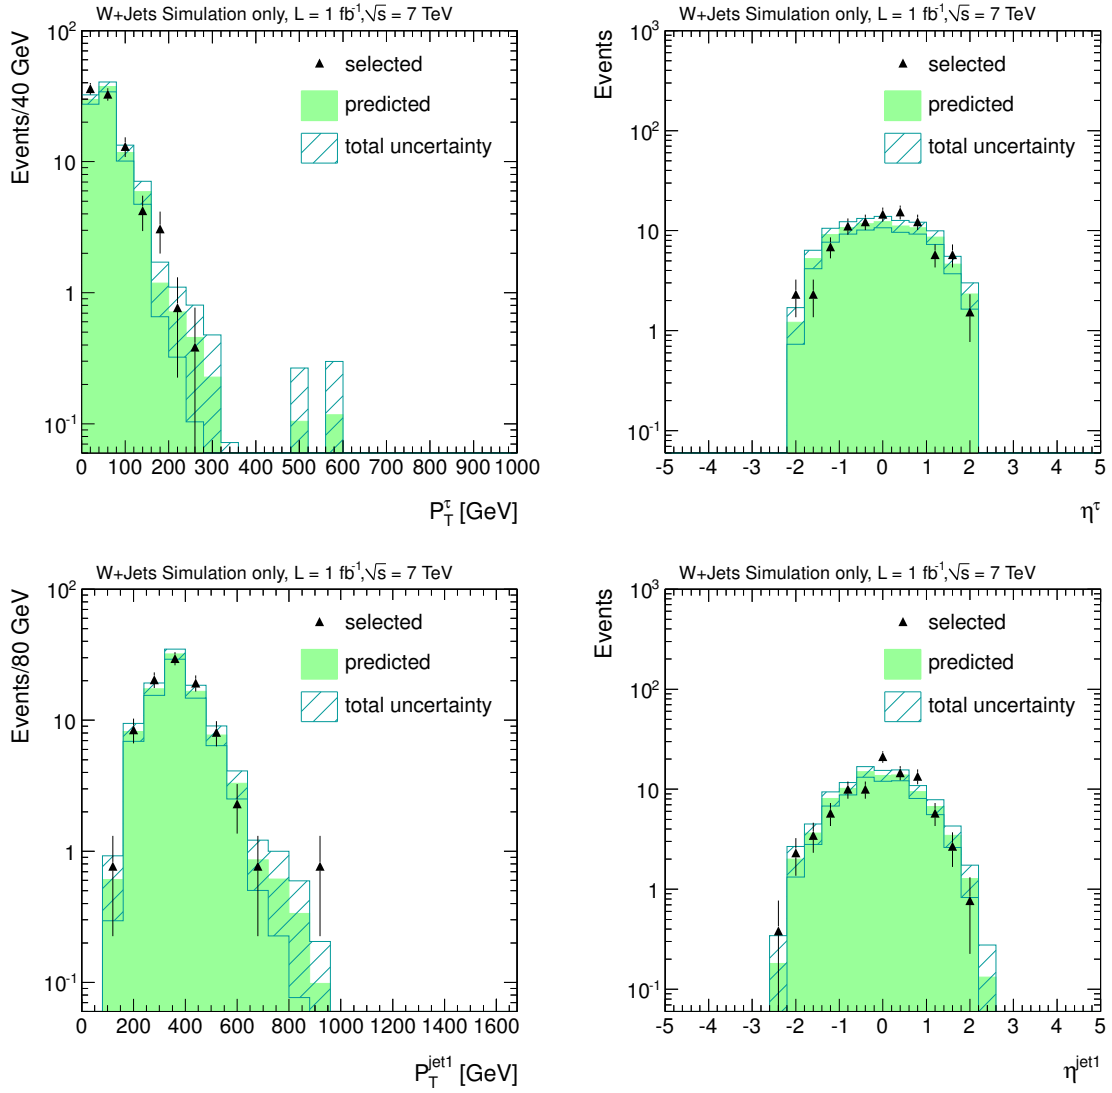 W+Jets Simulation only, L = 1 fb⁻¹,√s = 7 TeV
Events/40 GeV
10²
10
1
10⁻¹
selected
predicted
total uncertainty
0 100 200 300 400 500 600 700 800 900 1000
P_T^τ [GeV]
W+Jets Simulation only, L = 1 fb⁻¹,√s = 7 TeV
Events
10³
10²
10
1
10⁻¹
selected
predicted
total uncertainty
-5 -4 -3 -2 -1 0 1 2 3 4 5
η^τ
W+Jets Simulation only, L = 1 fb⁻¹,√s = 7 TeV
Events/80 GeV
10²
10
1
10⁻¹
selected
predicted
total uncertainty
0 200 400 600 800 1000 1200 1400 1600
P_T^jet1 [GeV]
W+Jets Simulation only, L = 1 fb⁻¹,√s = 7 TeV
Events
10³
10²
10
1
10⁻¹
selected
predicted
total uncertainty
-5 -4 -3 -2 -1 0 1 2 3 4 5
η^jet1